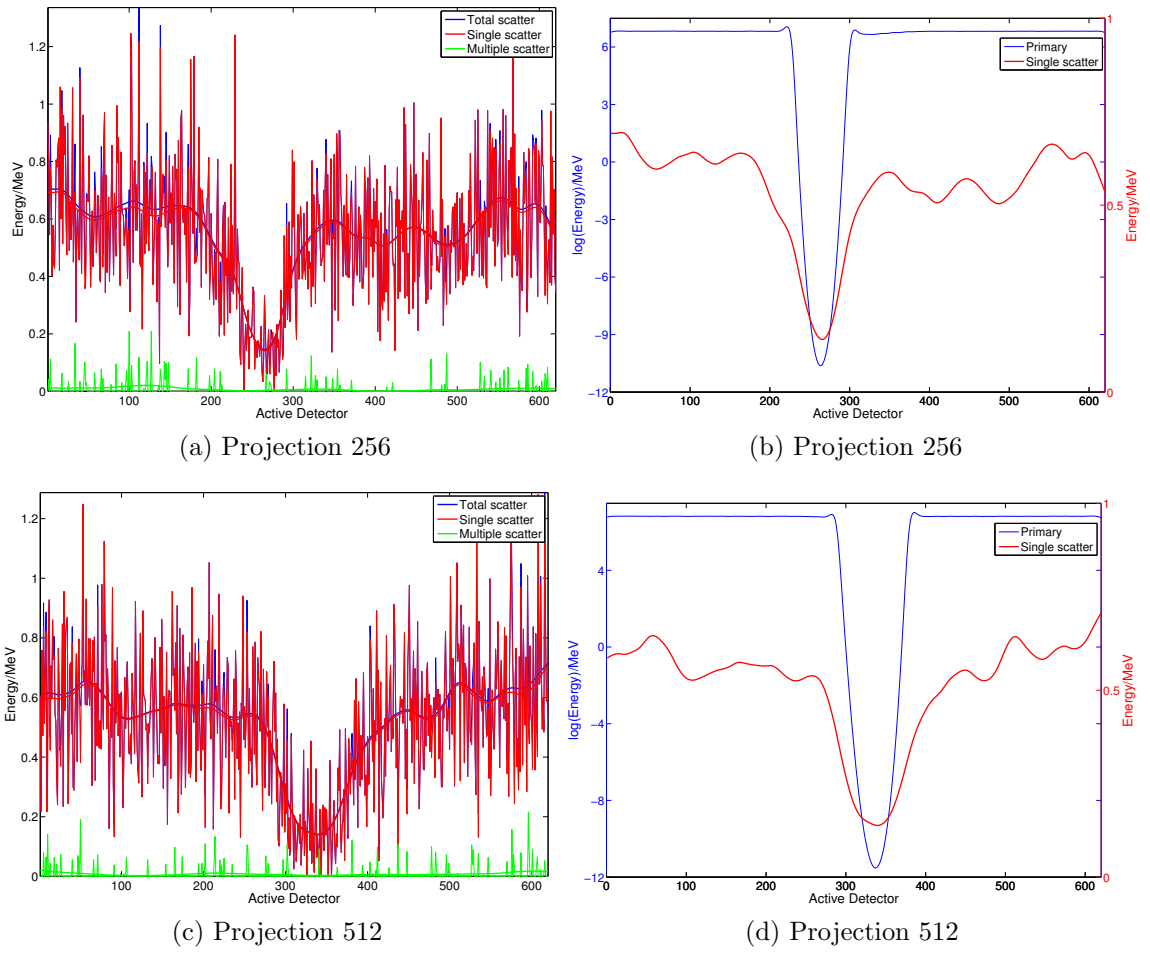 Total scatter
Single scatter
Multiple scatter
Energy/MeV
1.2
1
0.8
0.6
0.4
0.2
0
100 200 300 400 500 600
Active Detector
(a) Projection 256
Primary
Single scatter
log(Energy)/MeV
6
3
0
−3
−6
−9
−12
1
0.5
0
Energy/MeV
0 100 200 300 400 500 600
Active Detector
(b) Projection 256
Total scatter
Single scatter
Multiple scatter
Energy/MeV
1.2
1
0.8
0.6
0.4
0.2
0
100 200 300 400 500 600
Active Detector
(c) Projection 512
Primary
Single scatter
log(Energy)/MeV
4
0
−4
−8
−12
1
0.5
0
Energy/MeV
0 100 200 300 400 500 600
Active Detector
(d) Projection 512